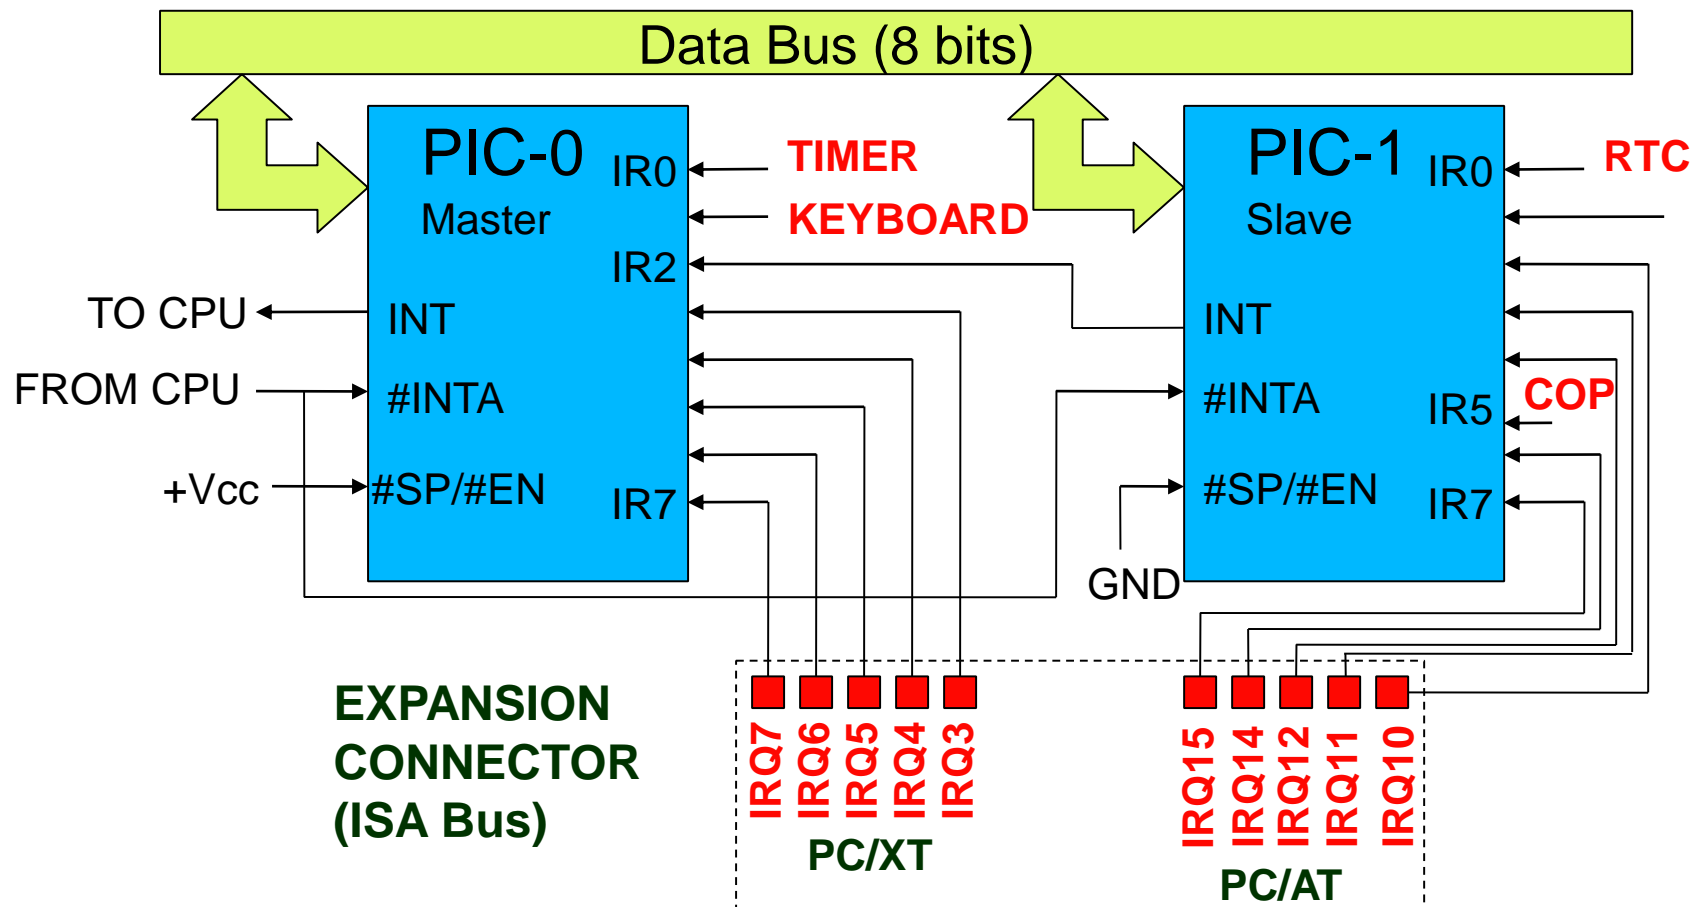 Data Bus (8 bits)
PIC-0
Master
IR0
IR2
INT
#INTA
#SP/#EN
IR7
TIMER
KEYBOARD
TO CPU
FROM CPU
+Vcc
PIC-1
Slave
IR0
INT
#INTA
IR5
#SP/#EN
IR7
RTC
COP
GND
EXPANSION
CONNECTOR
(ISA Bus)
IRQ7
IRQ6
IRQ5
IRQ4
IRQ3
PC/XT
IRQ15
IRQ14
IRQ12
IRQ11
IRQ10
PC/AT